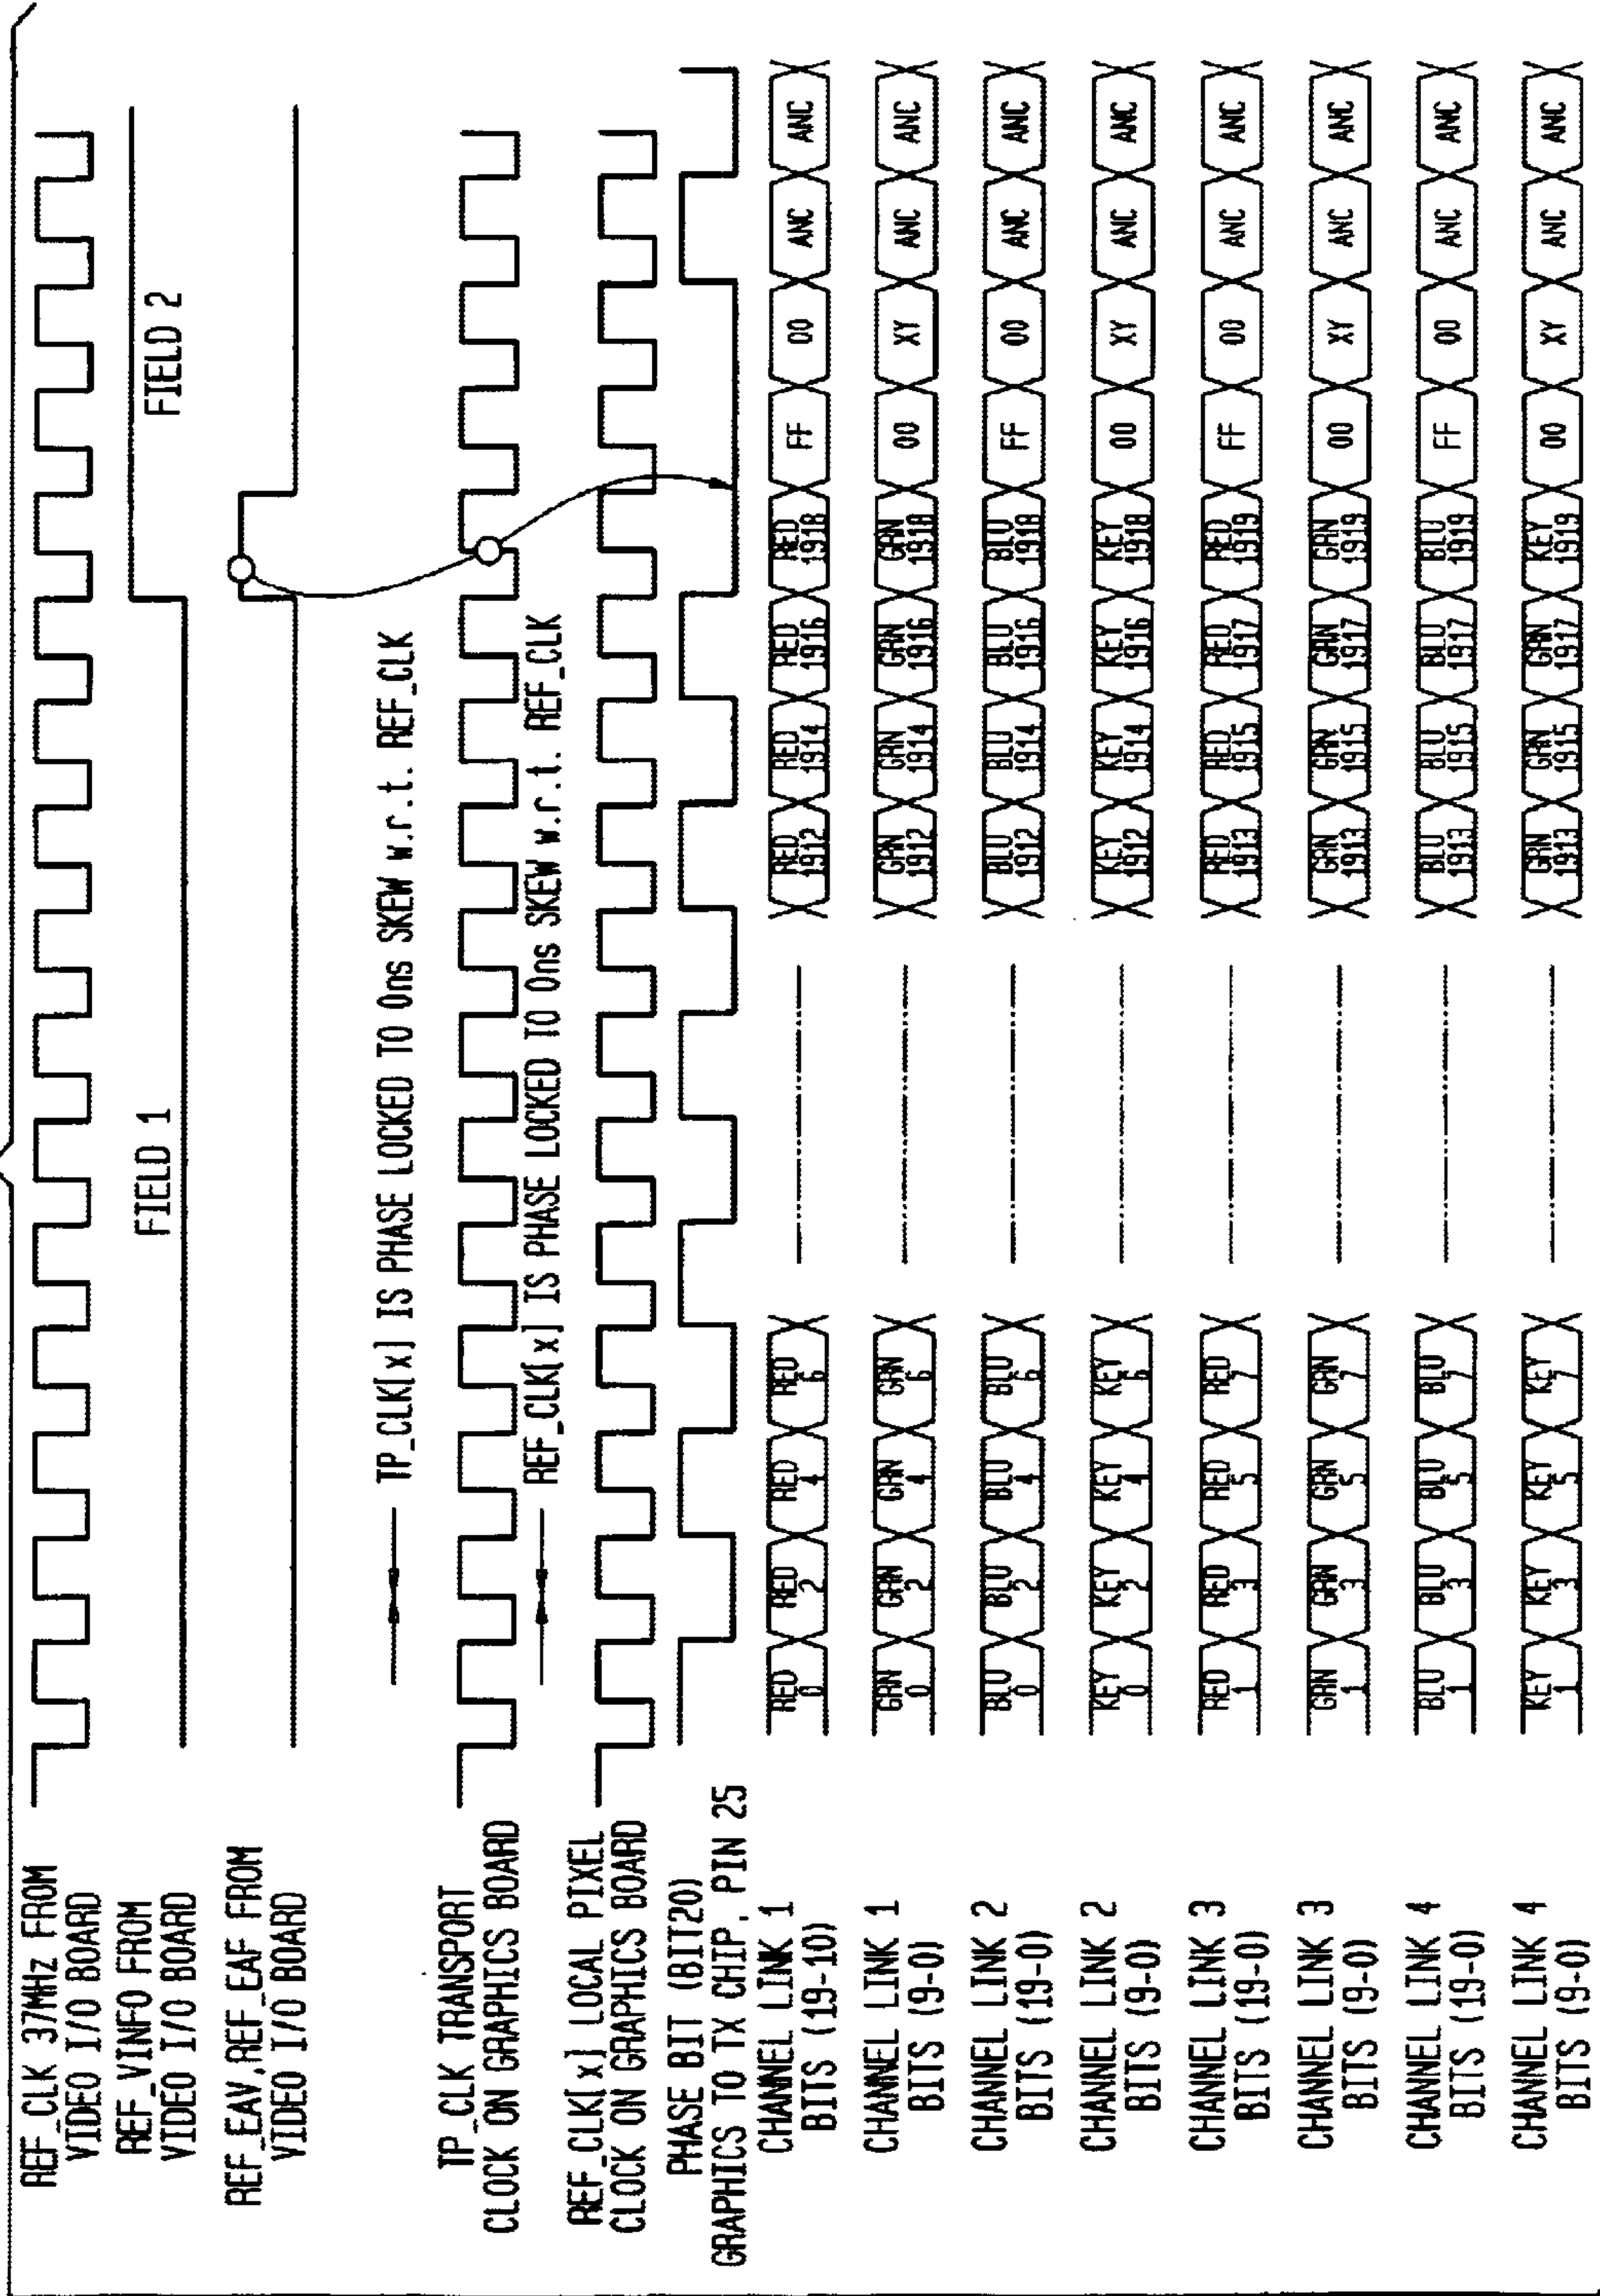 REF_CLK 37MHz FROM
VIDEO I/O BOARD
REF_VINFO FROM
VIDEO I/O BOARD
FIELD 1
FIELD 2
REF_EAV,REF_EAF FROM
VIDEO I/O BOARD
TP_CLK[x] IS PHASE LOCKED TO 0ns SKEW w.r.t. REF_CLK
TP_CLK TRANSPORT
CLOCK ON GRAPHICS BOARD
REF_CLK[x] IS PHASE LOCKED TO 0ns SKEW w.r.t. REF_CLK
REF_CLK[x] LOCAL PIXEL
CLOCK ON GRAPHICS BOARD
PHASE BIT (BIT20)
GRAPHICS TO TX CHIP, PIN 25
CHANNEL LINK 1
BITS (19-10)
RED 0 RED 2 RED 4 RED 6 RED 1912 RED 1914 RED 1916 RED 1918 FF 00 ANC ANC
CHANNEL LINK 1
BITS (9-0)
GRN 0 GRN 2 GRN 4 GRN 6 GRN 1912 GRN 1914 GRN 1916 GRN 1918 00 XY ANC ANC
CHANNEL LINK 2
BITS (19-0)
BLU 0 BLU 2 BLU 4 BLU 6 BLU 1912 BLU 1914 BLU 1916 BLU 1918 FF 00 ANC ANC
CHANNEL LINK 2
BITS (9-0)
KEY 0 KEY 2 KEY 4 KEY 6 KEY 1912 KEY 1914 KEY 1916 KEY 1918 00 XY ANC ANC
CHANNEL LINK 3
BITS (19-0)
RED 1 RED 3 RED 5 RED 7 RED 1913 RED 1915 RED 1917 RED 1919 FF 00 ANC ANC
CHANNEL LINK 3
BITS (9-0)
GRN 1 GRN 3 GRN 5 GRN 7 GRN 1913 GRN 1915 GRN 1917 GRN 1919 00 XY ANC ANC
CHANNEL LINK 4
BITS (19-0)
BLU 1 BLU 3 BLU 5 BLU 7 BLU 1913 BLU 1915 BLU 1917 BLU 1919 FF 00 ANC ANC
CHANNEL LINK 4
BITS (9-0)
KEY 1 KEY 3 KEY 5 KEY 7 GRN 1913 GRN 1915 GRN 1917 KEY 1919 00 XY ANC ANC